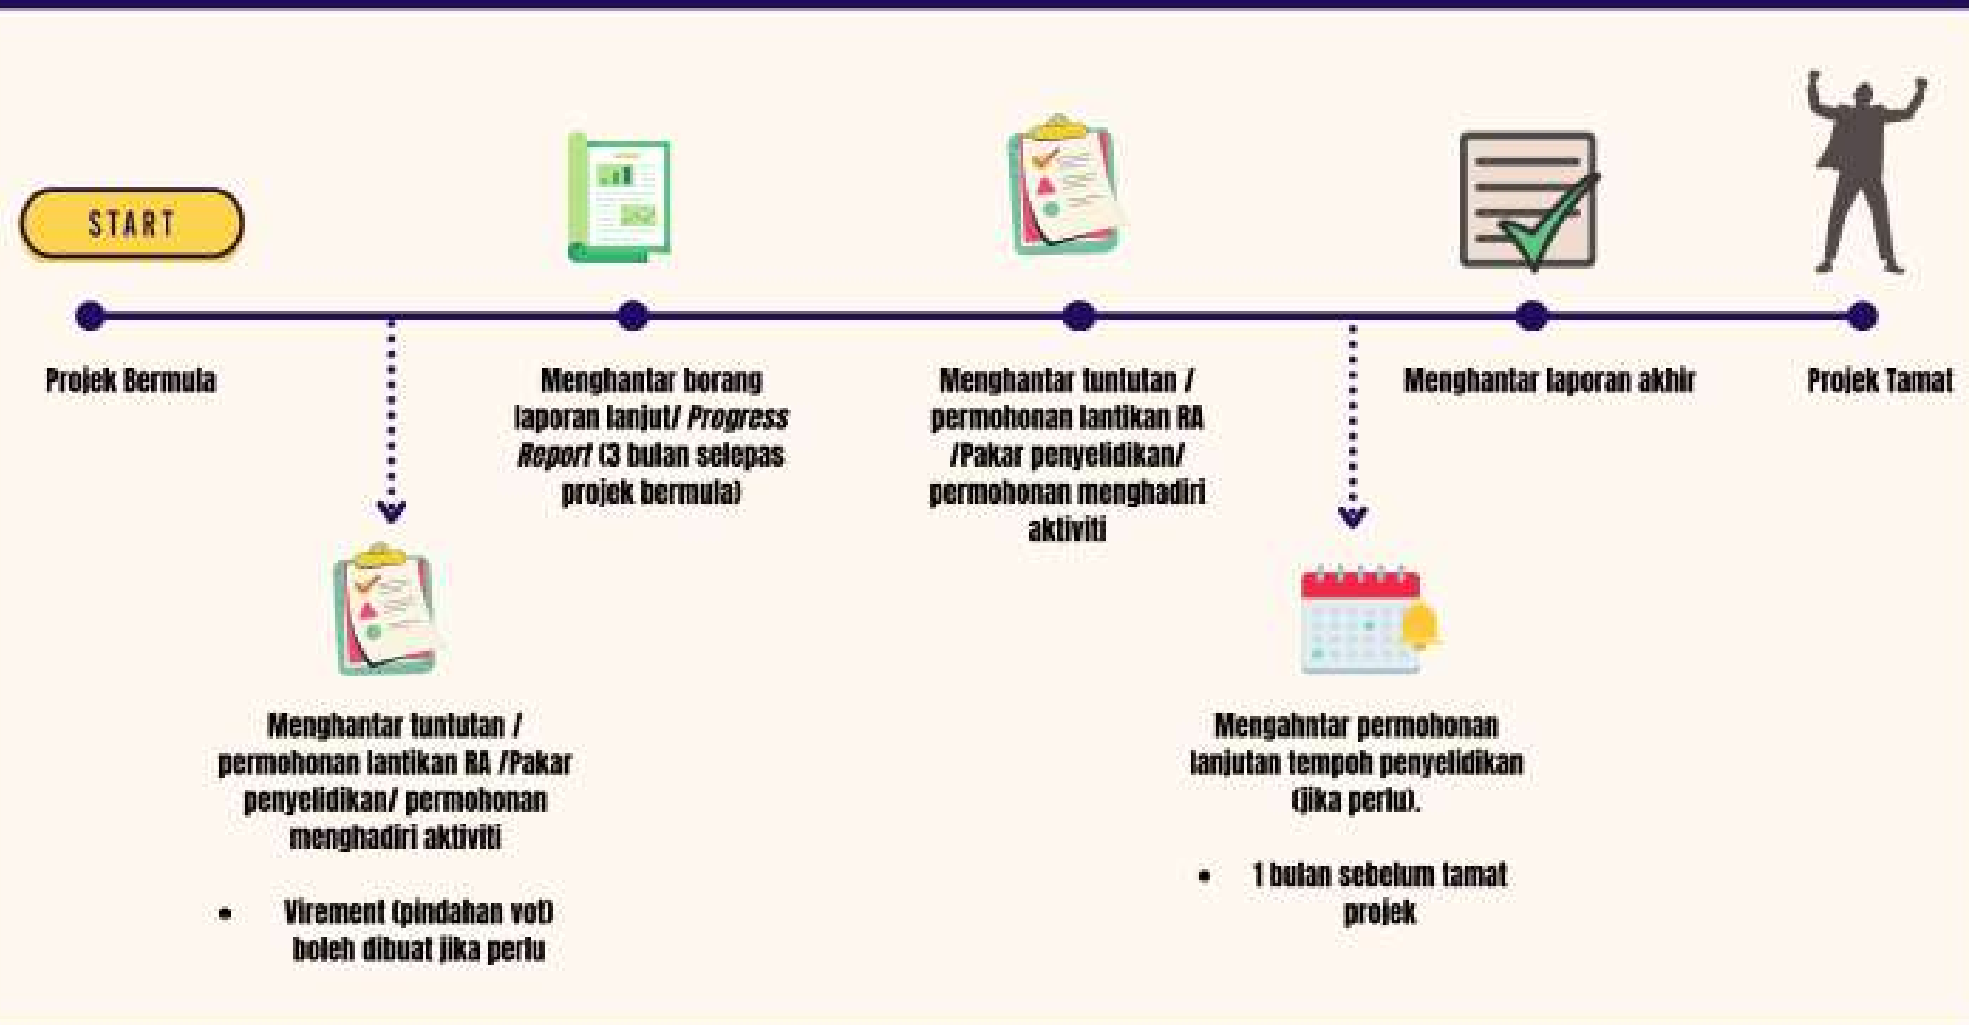 START
Projek Bermula
Menghantar borang
laporan lanjut/ Progress
Report (3 bulan selepas
projek bermula)
Menghantar tuntutan /
permohonan lantikan RA
/Pakar penyelidikan/
permohonan menghadiri
aktiviti
Menghantar laporan akhir
Projek Tamat
Menghantar tuntutan /
permohonan lantikan RA /Pakar
penyelidikan/ permohonan
menghadiri aktiviti
• Virement (pindahan vot)
boleh dibuat jika perlu
Mengahntar permohonan
lanjutan tempoh penyelidikan
(jika perlu).
• 1 bulan sebelum tamat
projek